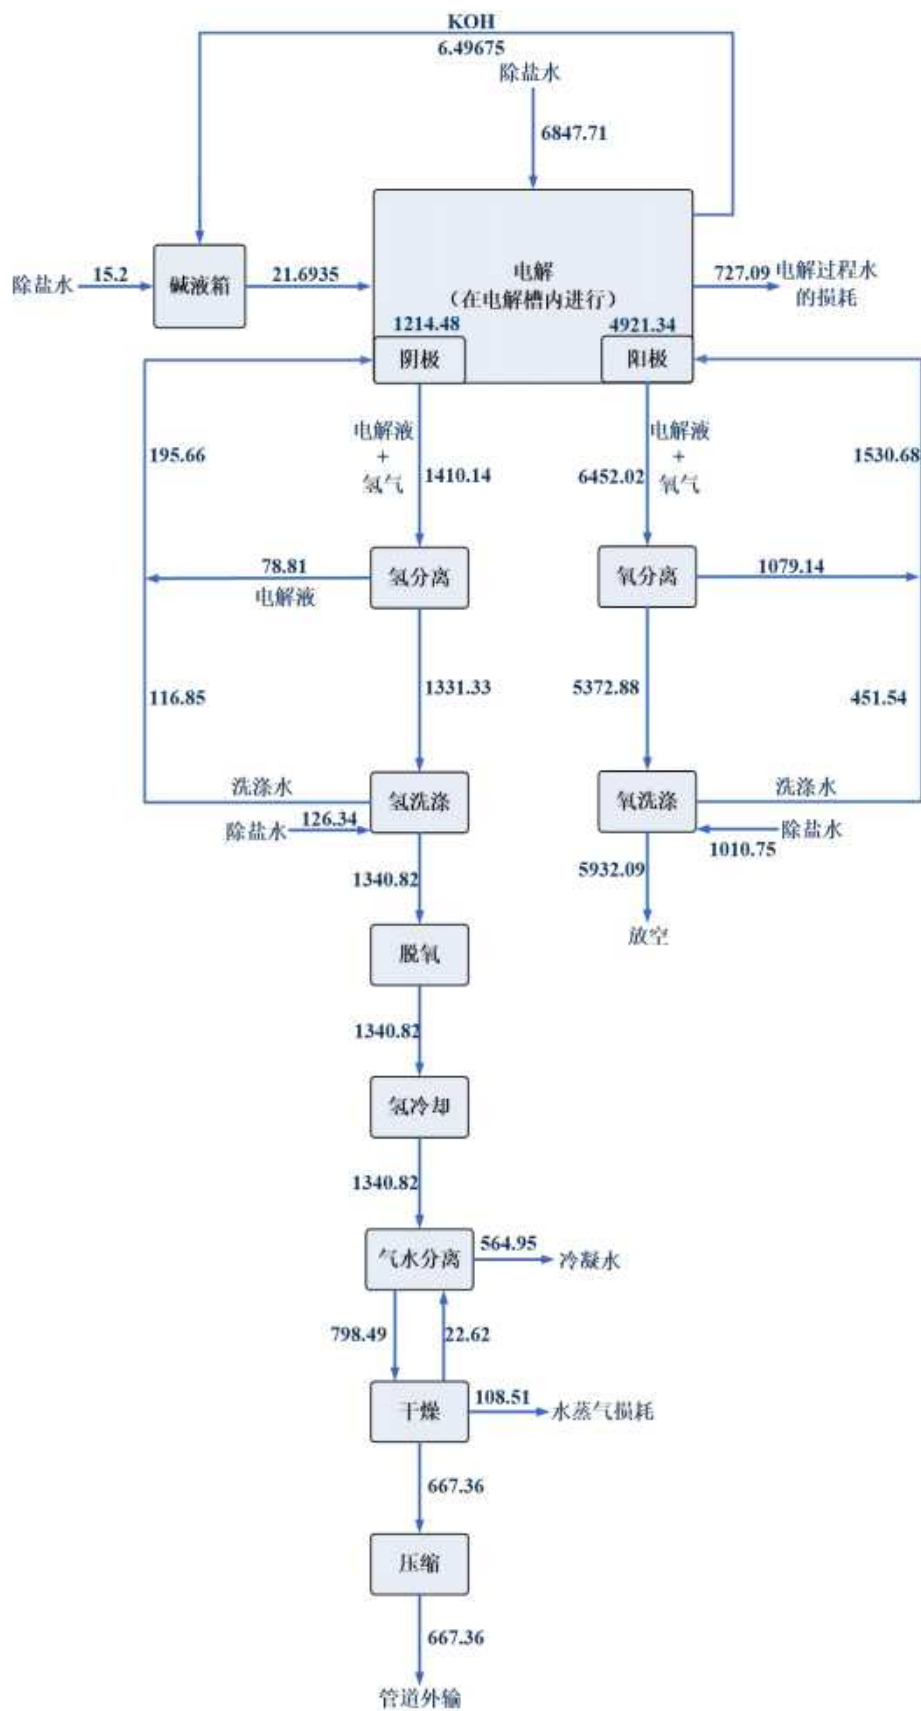 KOH
6.49675
除盐水
6847.71
除盐水
15.2
碱液箱
21.6935
电解
（在电解槽内进行）
727.09
电解过程水
的损耗
1214.48
4921.34
阴极
阳极
195.66
电解液
+
氢气
1410.14
6452.02
电解液
+
氧气
1530.68
78.81
电解液
氢分离
氧分离
1079.14
116.85
1331.33
5372.88
451.54
洗涤水
氢洗涤
氧洗涤
洗涤水
除盐水
126.34
除盐水
1010.75
1340.82
5932.09
放空
脱氧
1340.82
氢冷却
1340.82
气水分离
564.95
冷凝水
798.49
22.62
干燥
108.51
水蒸气损耗
667.36
压缩
667.36
管道外输